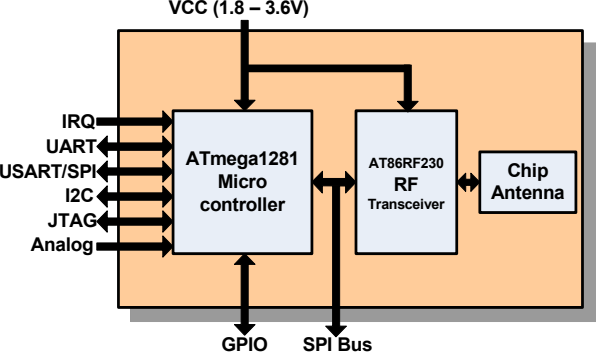 VCC (1.8 – 3.6V)
IRQ
UART
USART/SPI
I2C
JTAG
Analog
ATmega1281
Micro
controller
AT86RF230
RF
Transceiver
Chip
Antenna
GPIO
SPI Bus